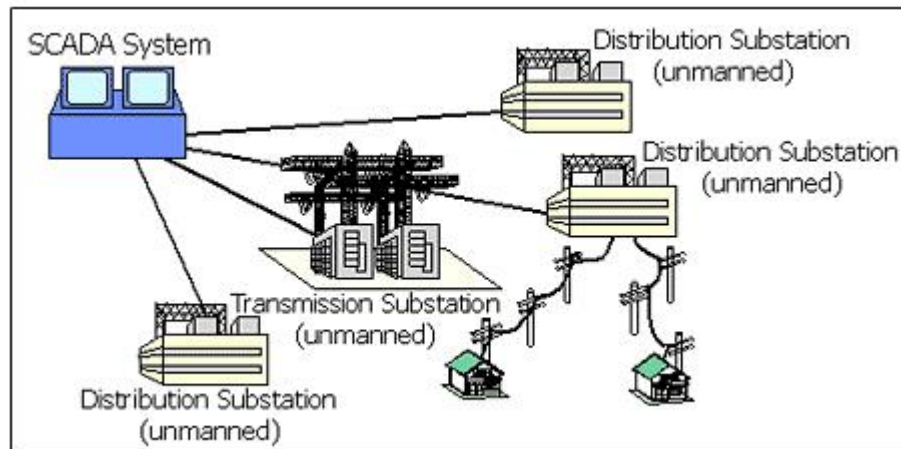 SCADA System
Distribution Substation
(unmanned)
Distribution Substation
(unmanned)
Transmission Substation
(unmanned)
Distribution Substation
(unmanned)